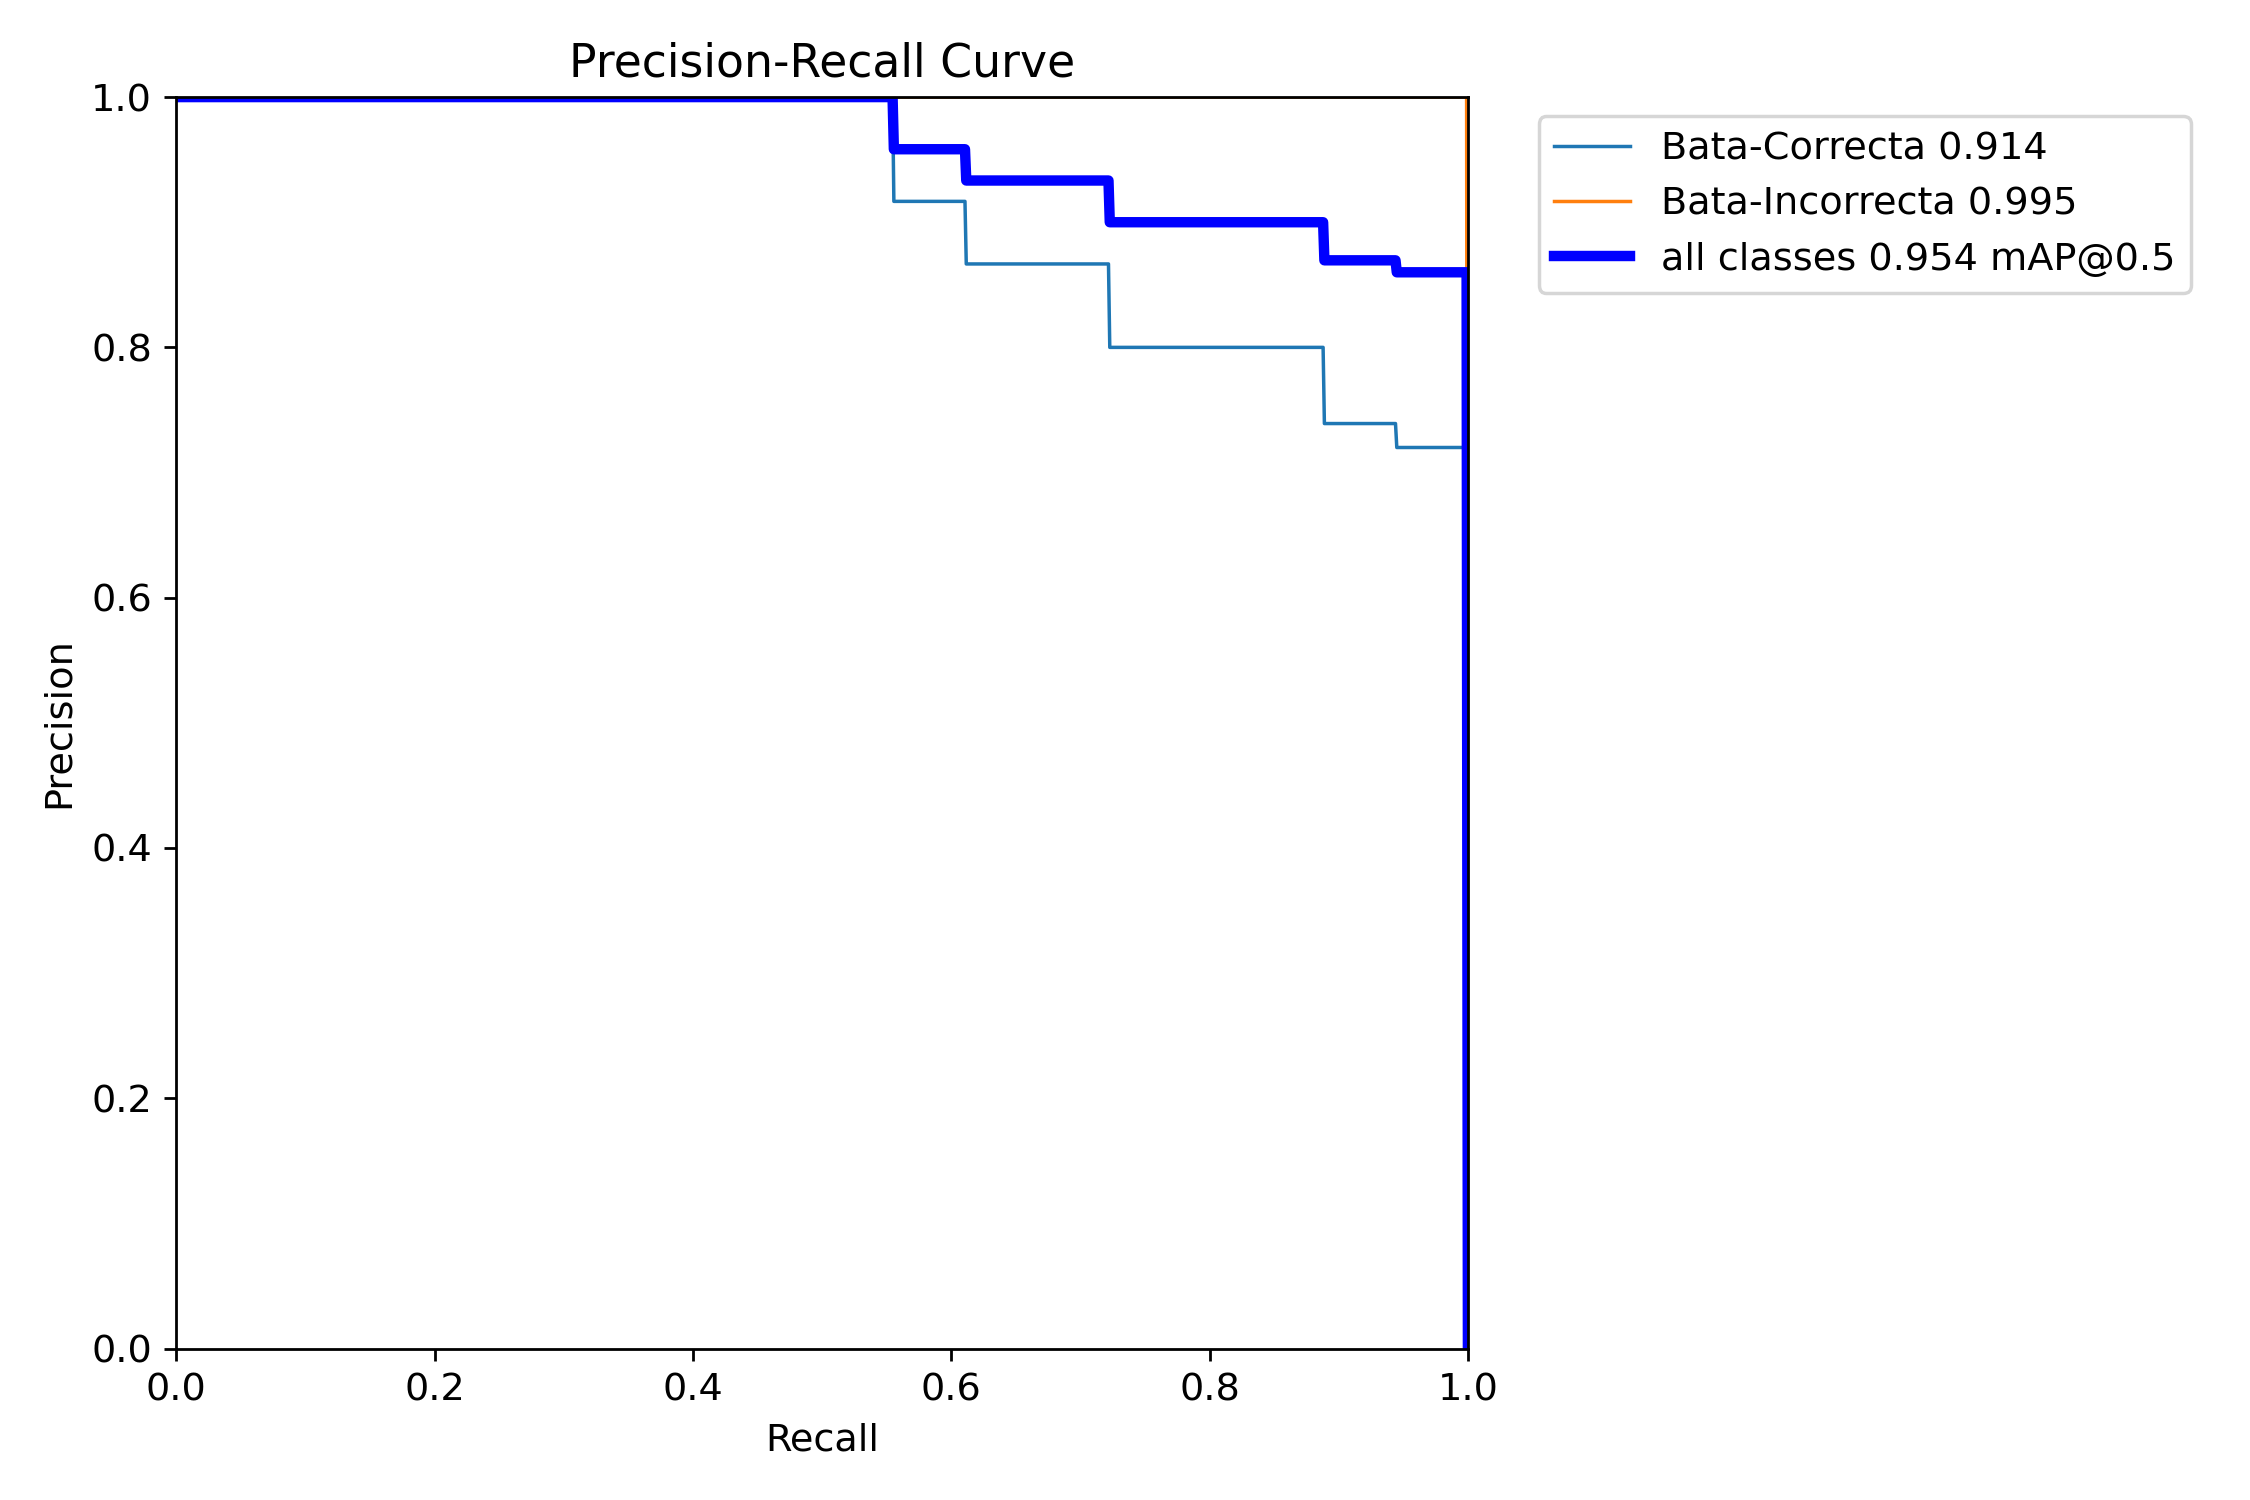 Precision-Recall Curve
1.0
0.8
0.6
0.4
0.2
0.0
Precision
0.0 0.2 0.4 0.6 0.8 1.0
Recall
Bata-Correcta 0.914
Bata-Incorrecta 0.995
all classes 0.954 mAP@0.5